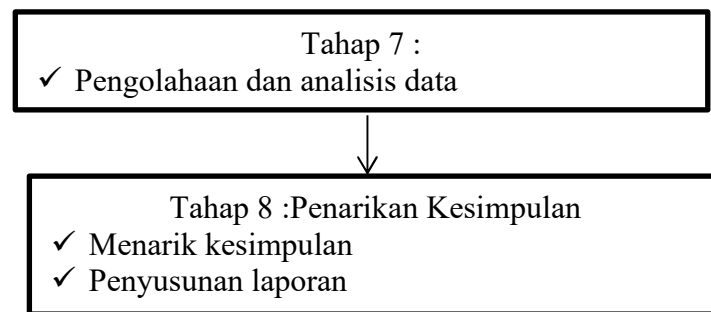 Tahap 7 :
✓ Pengolahaan dan analisis data
Tahap 8 :Penarikan Kesimpulan
✓ Menarik kesimpulan
✓ Penyusunan laporan